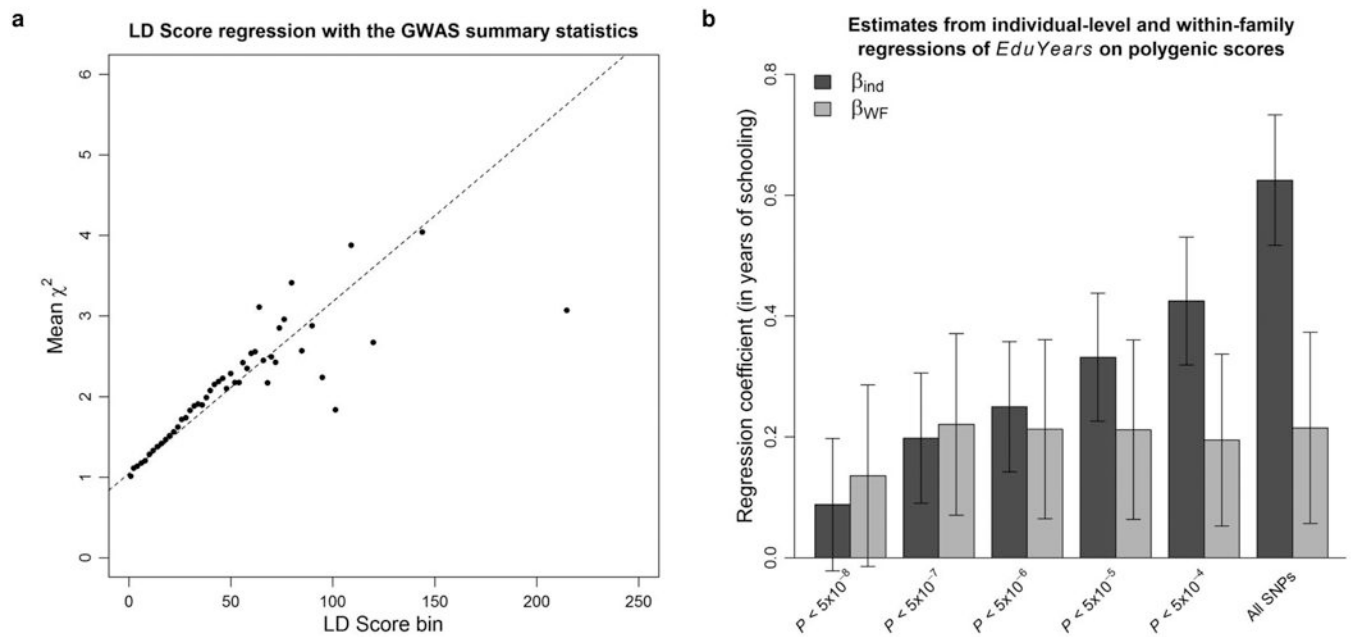 a
LD Score regression with the GWAS summary statistics
Mean χ²
6
5
4
3
2
1
0
0 50 100 150 200 250
LD Score bin
b
Estimates from individual-level and within-family
regressions of EduYears on polygenic scores
βind
βWF
Regression coefficient (in years of schooling)
0.8
0.6
0.4
0.2
0.0
P < 5x10⁻⁸
P < 5x10⁻⁷
P < 5x10⁻⁶
P < 5x10⁻⁵
P < 5x10⁻⁴
All SNPs